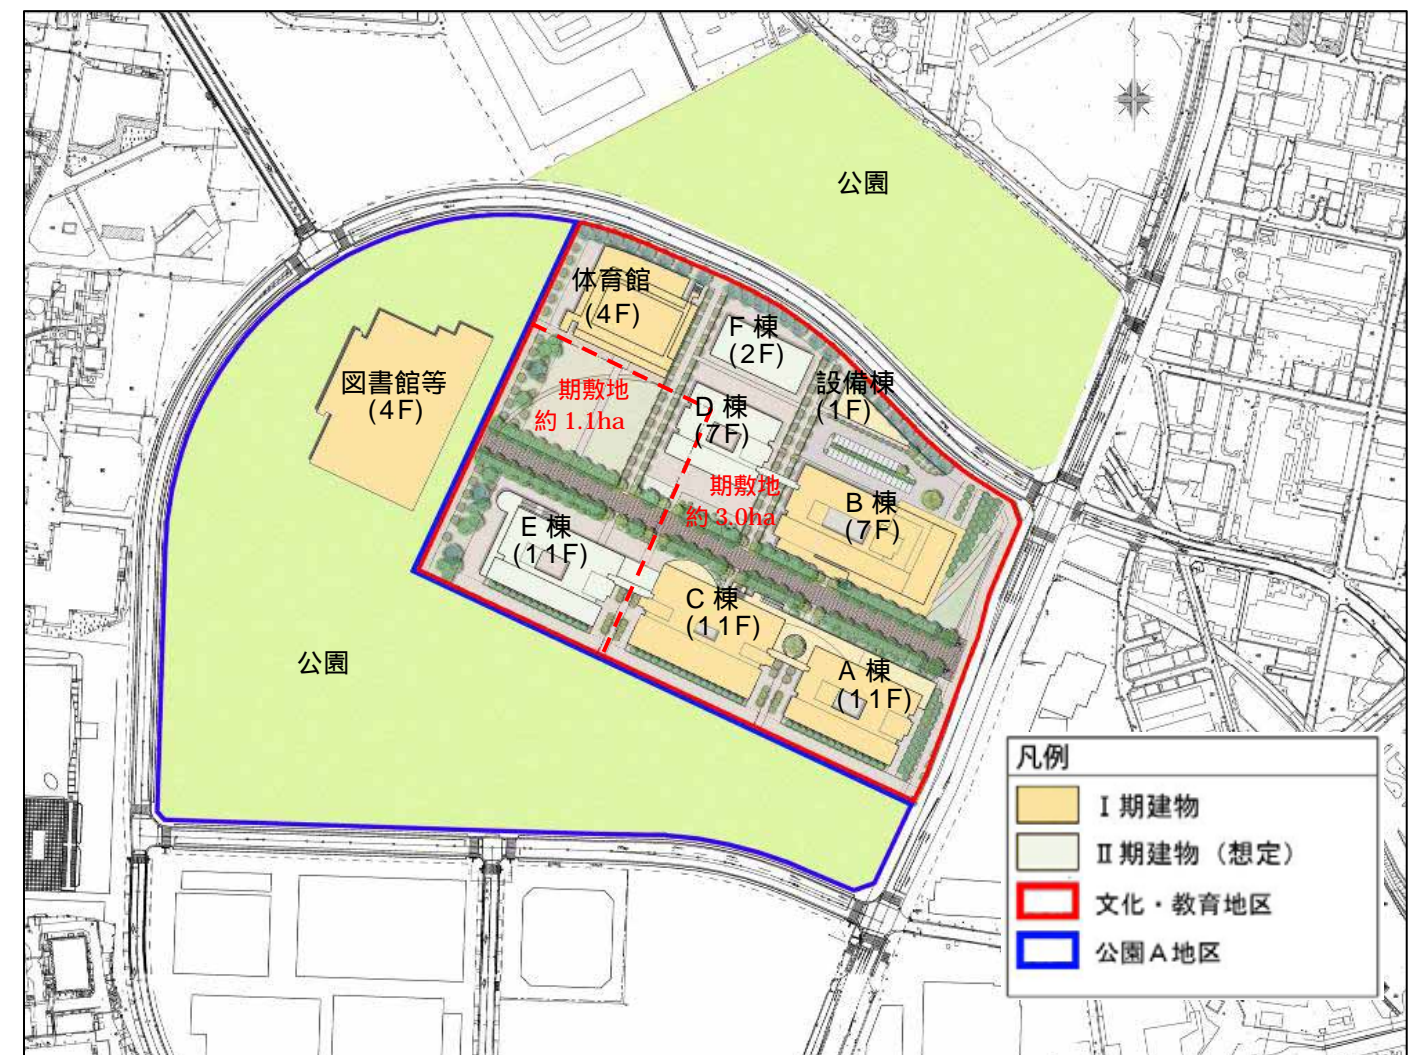 公園
体育館
(4F)
F 棟
(2F)
設備棟
(1F)
図書館等
(4F)
期敷地
約 1.1ha
D 棟
(7F)
期敷地
約 3.0ha
B 棟
(7F)
E 棟
(11F)
C 棟
(11F)
A 棟
(11F)
公園
凡例
Ⅰ期建物
Ⅱ期建物（想定）
文化・教育地区
公園A地区